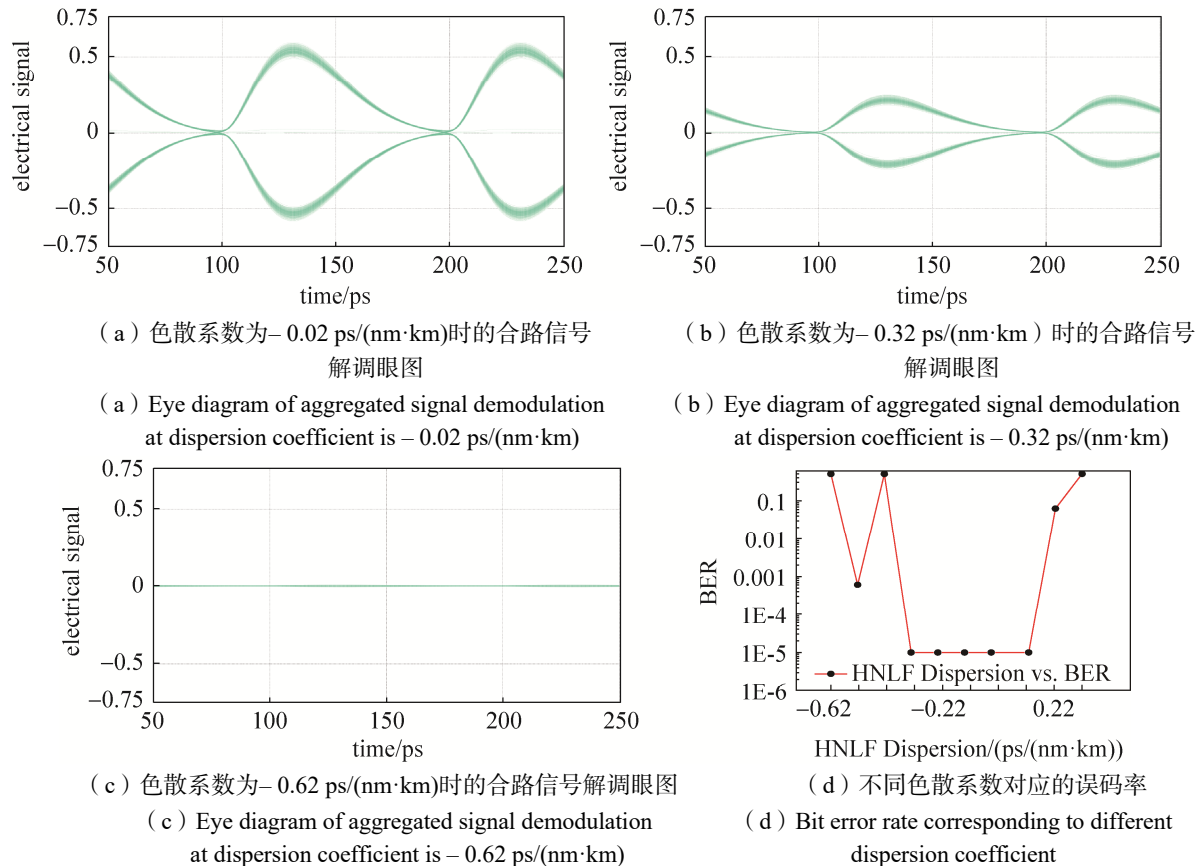 0.75
0.5
0
–0.5
–0.75
electrical signal
50
100
150
200
250
time/ps
（a）色散系数为– 0.02 ps/(nm·km)时的合路信号
解调眼图
（a）Eye diagram of aggregated signal demodulation
at dispersion coefficient is – 0.02 ps/(nm·km)
0.75
0.5
0
–0.5
–0.75
electrical signal
50
100
150
200
250
time/ps
（b）色散系数为– 0.32 ps/(nm·km）时的合路信号
解调眼图
（b）Eye diagram of aggregated signal demodulation
at dispersion coefficient is – 0.32 ps/(nm·km)
0.75
0.5
0
–0.5
–0.75
electrical signal
50
100
150
200
250
time/ps
（c）色散系数为– 0.62 ps/(nm·km)时的合路信号解调眼图
（c）Eye diagram of aggregated signal demodulation
at dispersion coefficient is – 0.62 ps/(nm·km)
0.1
0.01
0.001
1E-4
1E-5
1E-6
BER
HNLF Dispersion vs. BER
–0.62
–0.22
0.22
HNLF Dispersion/(ps/(nm·km))
（d）不同色散系数对应的误码率
（d）Bit error rate corresponding to different
dispersion coefficient